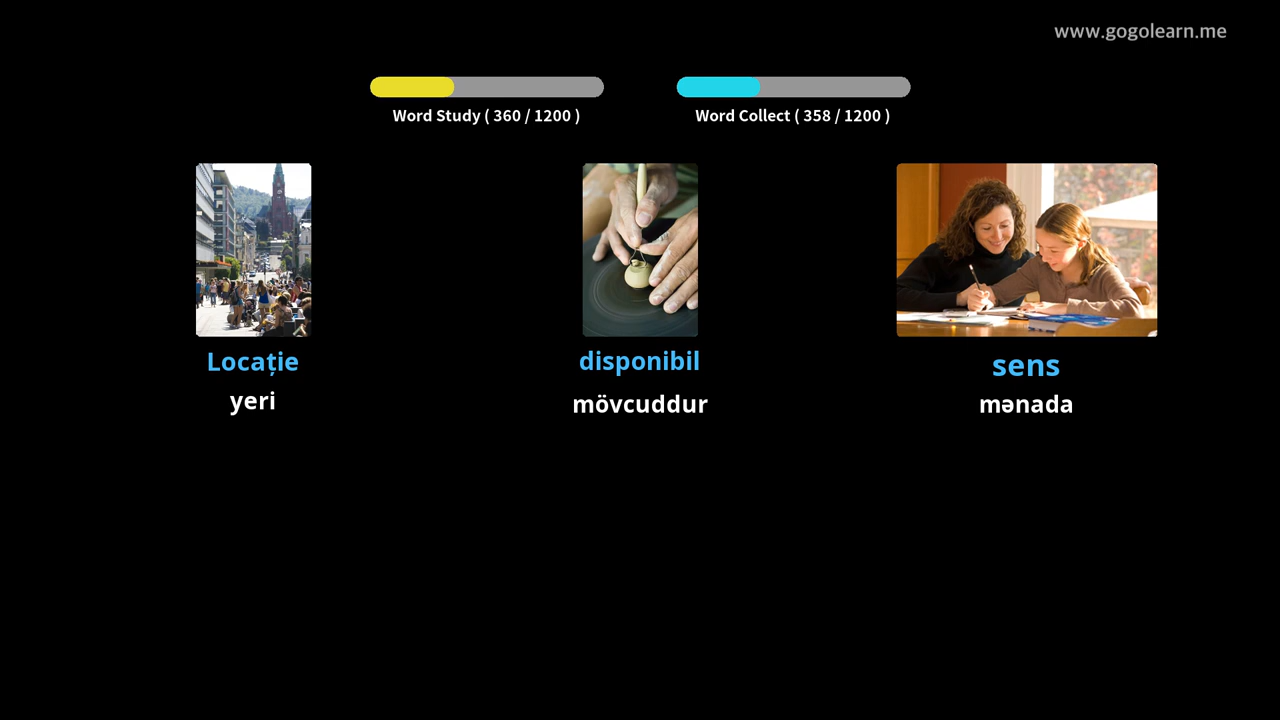 www.gogolearn.me
Word Study ( 360 / 1200 )
Word Collect ( 358 / 1200 )
Locație
disponibil
sens
yeri
mövcuddur
mənada